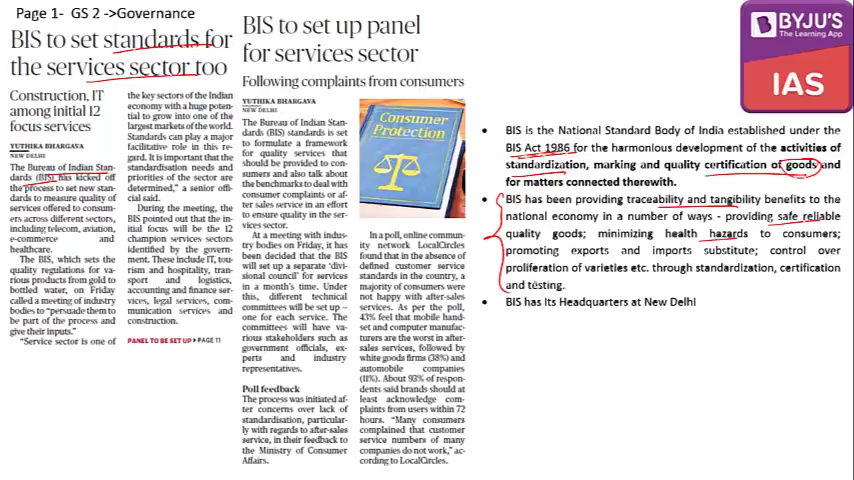 Page 1- GS 2 ->Governance
BIS to set standards for
the services sector too
Construction, IT
among initial 12
focus services
YUTHIKA BHARGAVA
NEW DELHI
The Bureau of Indian Stan-
dards (BIS) has kicked off
the process to set new stan-
dards to measure quality of
services offered to consum-
ers across different sectors,
including telecom, aviation,
e-commerce and
healthcare.
The BIS, which sets the
quality regulations for va-
rious products from gold to
bottled water, on Friday
called a meeting of industry
bodies to “persuade them to
be part of the process and
give their inputs.”
“Service sector is one of
the key sectors of the Indian
economy with a huge poten-
tial to grow into one of the
largest markets of the world.
Standards can play a major
facilitative role in this re-
gard. It is important that the
standardisation needs and
priorities of the sector are
determined,” a senior offi-
cial said.
During the meeting, the
BIS pointed out that the ini-
tial focus will be the 12
champion services sectors
identified by the govern-
ment. These include IT, tou-
rism and hospitality, tran-
sport and logistics,
accounting and finance ser-
vices, legal services, com-
munication services and
construction.
PANEL TO BE SET UP ▸ PAGE 11
BIS to set up panel
for services sector
Following complaints from consumers
YUTHIKA BHARGAVA
NEW DELHI
The Bureau of Indian Stan-
dards (BIS) standards is set
to formulate a framework
for quality services that
should be provided to con-
sumers and also talk about
the benchmarks to deal with
consumer complaints or af-
ter sales service in an effort
to ensure quality in the ser-
vices sector.
At a meeting with indus-
try bodies on Friday, it has
been decided that the BIS
will set up a separate ‘divi-
sional council’ for services
in a month's time. Under
this, different technical
committees will be set up –
one for each service. The
committees will have va-
rious stakeholders such as
government officials, ex-
perts and industry
representatives.
Poll feedback
The process was initiated af-
ter concerns over lack of
standardisation, particular-
ly with regards to after-sales
service, in their feedback to
the Ministry of Consumer
Affairs.
Consumer
Protection
In a poll, online commu-
nity network LocalCircles
found that in the absence of
defined customer service
standards in the country, a
majority of consumers were
not happy with after-sales
services. As per the poll,
43% feel that mobile hand-
set and computer manufac-
turers are the worst in after-
sales services, followed by
white goods firms (38%) and
automobile companies
(11%). About 93% of respon-
dents said brands should at
least acknowledge com-
plaints from users within 72
hours. “Many consumers
complained that customer
service numbers of many
companies do not work,” ac-
cording to LocalCircles.
BYJU'S
The Learning App
IAS
• BIS is the National Standard Body of India established under the
BIS Act 1986 for the harmonious development of the activities of
standardization, marking and quality certification of goods and
for matters connected therewith.
• BIS has been providing traceability and tangibility benefits to the
national economy in a number of ways - providing safe reliable
quality goods; minimizing health hazards to consumers;
promoting exports and imports substitute; control over
proliferation of varieties etc. through standardization, certification
and testing.
• BIS has its Headquarters at New Delhi